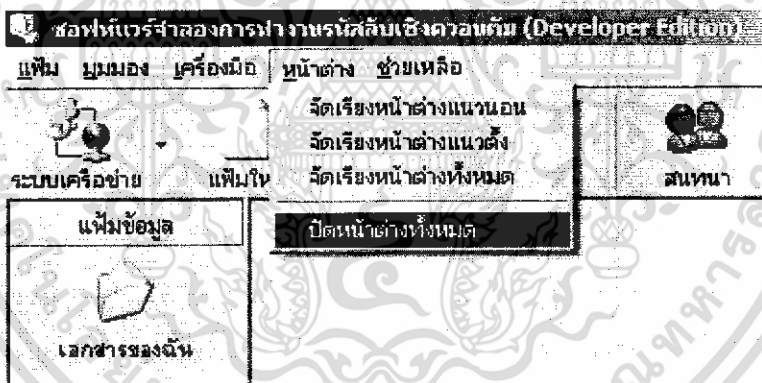 ซอฟท์แวร์จำลองการทำงานรหัสลับเชิงควอนตัม (Developer Edition)
แฟ้ม มุมมอง เครื่องมือ หน้าต่าง ช่วยเหลือ
จัดเรียงหน้าต่างแนวนอน
จัดเรียงหน้าต่างแนวตั้ง
จัดเรียงหน้าต่างทั้งหมด
ปิดหน้าต่างทั้งหมด
ระบบเครือข่าย แฟ้มให สนทนา
แฟ้มข้อมูล
เอกสารของฉัน